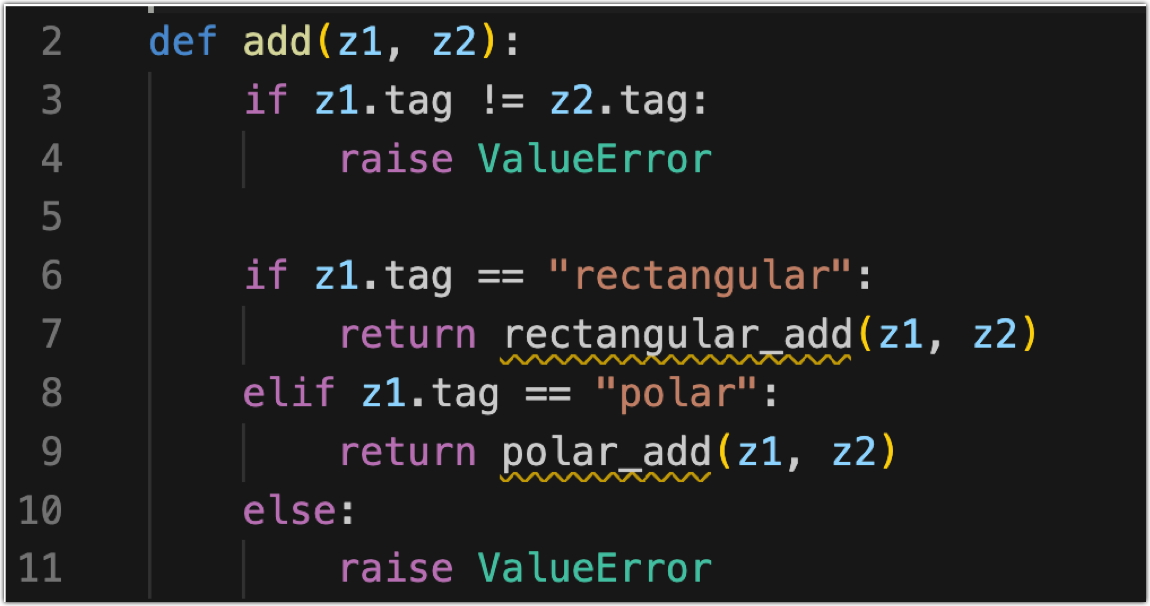 2 def add(z1, z2):
3 if z1.tag != z2.tag:
4 raise ValueError
5
6 if z1.tag == "rectangular":
7 return rectangular_add(z1, z2)
8 elif z1.tag == "polar":
9 return polar_add(z1, z2)
10 else:
11 raise ValueError